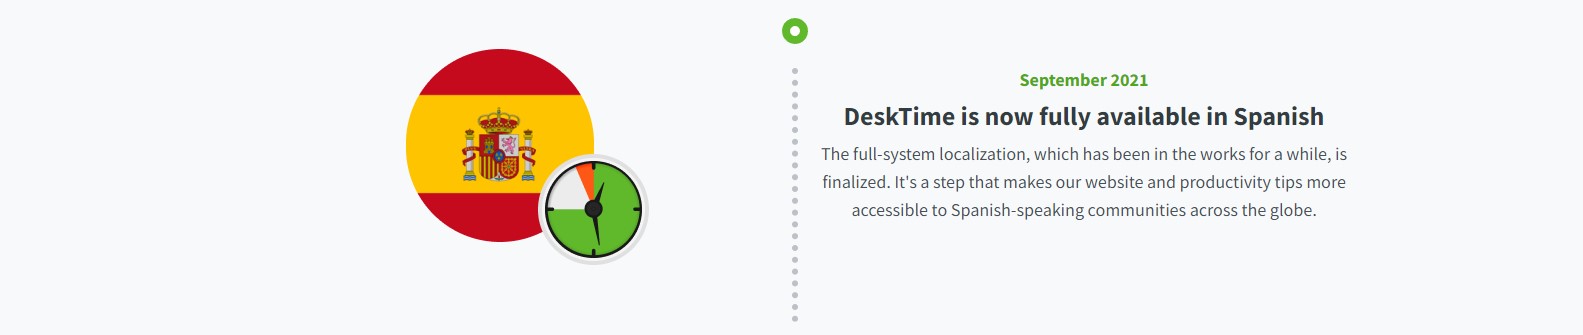 September 2021
DeskTime is now fully available in Spanish
The full-system localization, which has been in the works for a while, is
finalized. It's a step that makes our website and productivity tips more
accessible to Spanish-speaking communities across the globe.